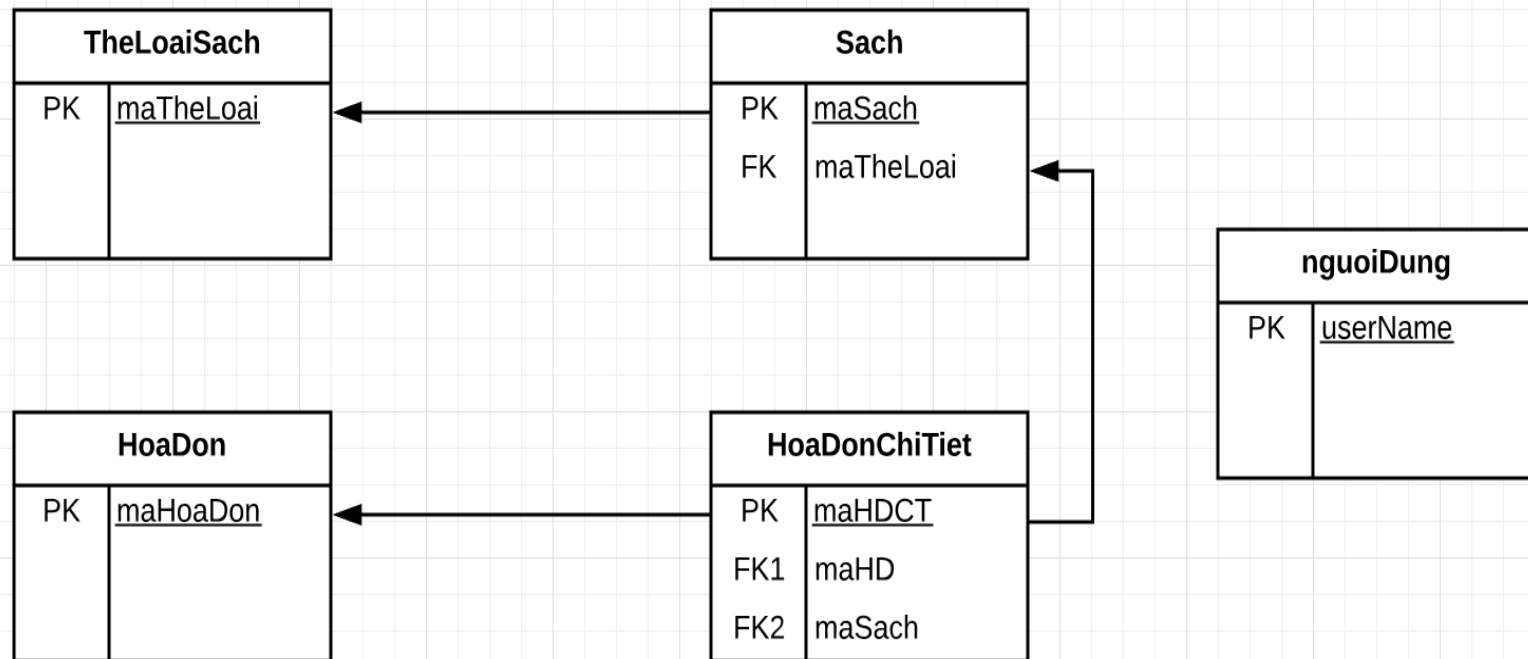 TheLoaiSach
PK maTheLoai
Sach
PK maSach
FK maTheLoai
nguoiDung
PK userName
HoaDon
PK maHoaDon
HoaDonChiTiet
PK maHDCT
FK1 maHD
FK2 maSach